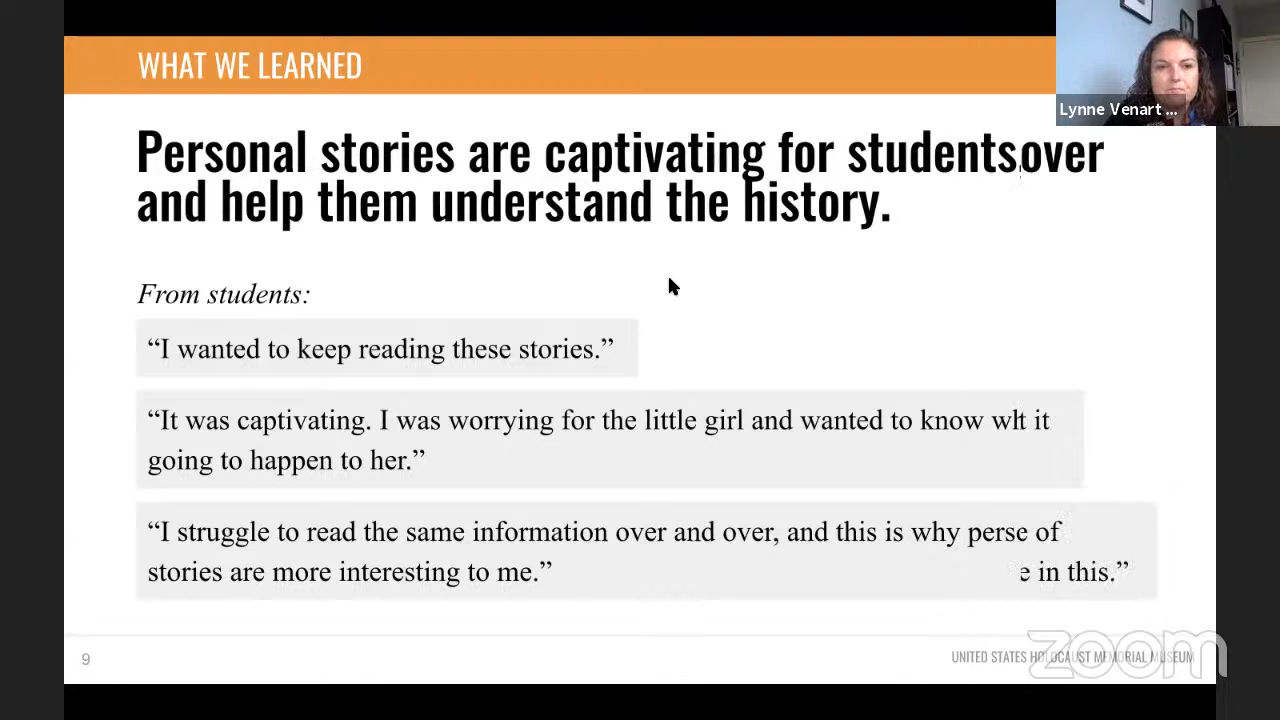 WHAT WE LEARNED
Lynne Venart ...
Personal stories are captivating for students over
and help them understand the history.
From students:
“I wanted to keep reading these stories.”
“It was captivating. I was worrying for the little girl and wanted to know wht it
going to happen to her.”
“I struggle to read the same information over and over, and this is why perse of
stories are more interesting to me.” e in this.”
9
UNITED STATES HOLOCAUST MEMORIAL MUSEUM
zoom